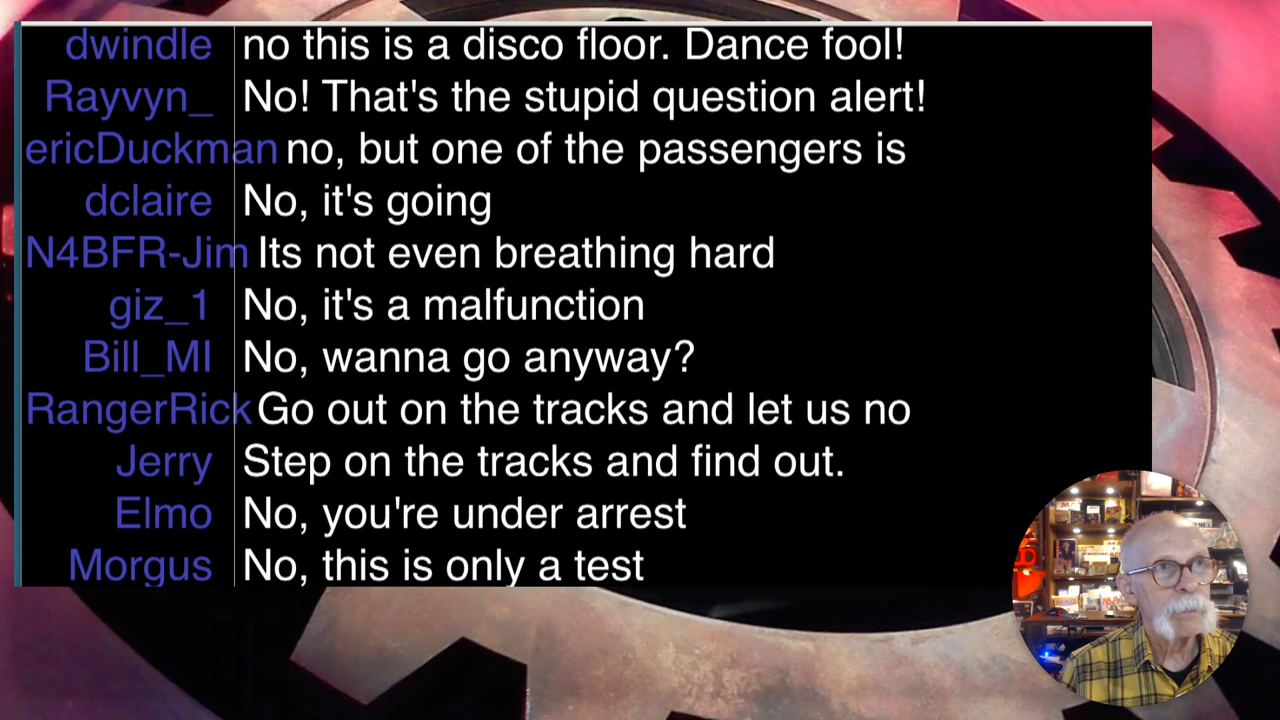 dwindle no this is a disco floor. Dance fool!
Rayvyn_ No! That's the stupid question alert!
ericDuckman no, but one of the passengers is
dclaire No, it's going
N4BFR-Jim Its not even breathing hard
giz_1 No, it's a malfunction
Bill_MI No, wanna go anyway?
RangerRick Go out on the tracks and let us no
Jerry Step on the tracks and find out.
Elmo No, you're under arrest
Morgus No, this is only a test